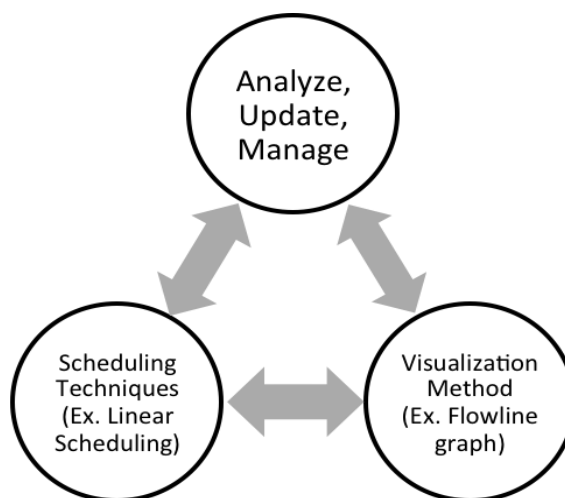 Analyze,
Update,
Manage
Scheduling
Techniques
(Ex. Linear
Scheduling)
Visualization
Method
(Ex. Flowline
graph)